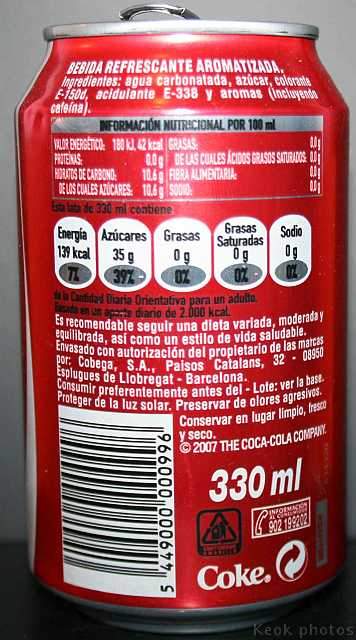 BEBIDA REFRESCANTE AROMATIZADA.
Ingredientes: agua carbonatada, azúcar, colorante
E-150d, acidulante E-338 y aromas (incluyendo
cafeína).
INFORMACIÓN NUTRICIONAL POR 100 ml
VALOR ENERGÉTICO: 180 kJ, 42 kcal GRASAS: 0,0 g
PROTEÍNAS: 0,0 g DE LAS CUALES ÁCIDOS GRASOS SATURADOS: 0,0 g
HIDRATOS DE CARBONO: 10,6 g FIBRA ALIMENTARIA: 0,0 g
DE LOS CUALES AZÚCARES: 10,6 g SODIO: 0,0 g
Esta lata de 330 ml contiene
Energía Azúcares Grasas Grasas Saturadas Sodio
139 kcal 35 g 0 g 0 g 0 g
7% 39% 0% 0% 0%
de la Cantidad Diaria Orientativa para un adulto.
Basada en un aporte diario de 2.000 kcal.
Es recomendable seguir una dieta variada, moderada y
equilibrada, así como un estilo de vida saludable.
Envasado con autorización del propietario de las marcas
por: Cobega, S.A., Paisos Catalans, 32 - 08950
Esplugues de Llobregat - Barcelona.
Consumir preferentemente antes del - Lote: ver la base.
Proteger de la luz solar. Preservar de olores agresivos.
Conservar en lugar limpio, fresco
y seco.
© 2007 THE COCA-COLA COMPANY.
330 ml
INFORMACIÓN
AL CONSUMIDOR
902 199202
Coke.
5 449000 000996
Keok photos